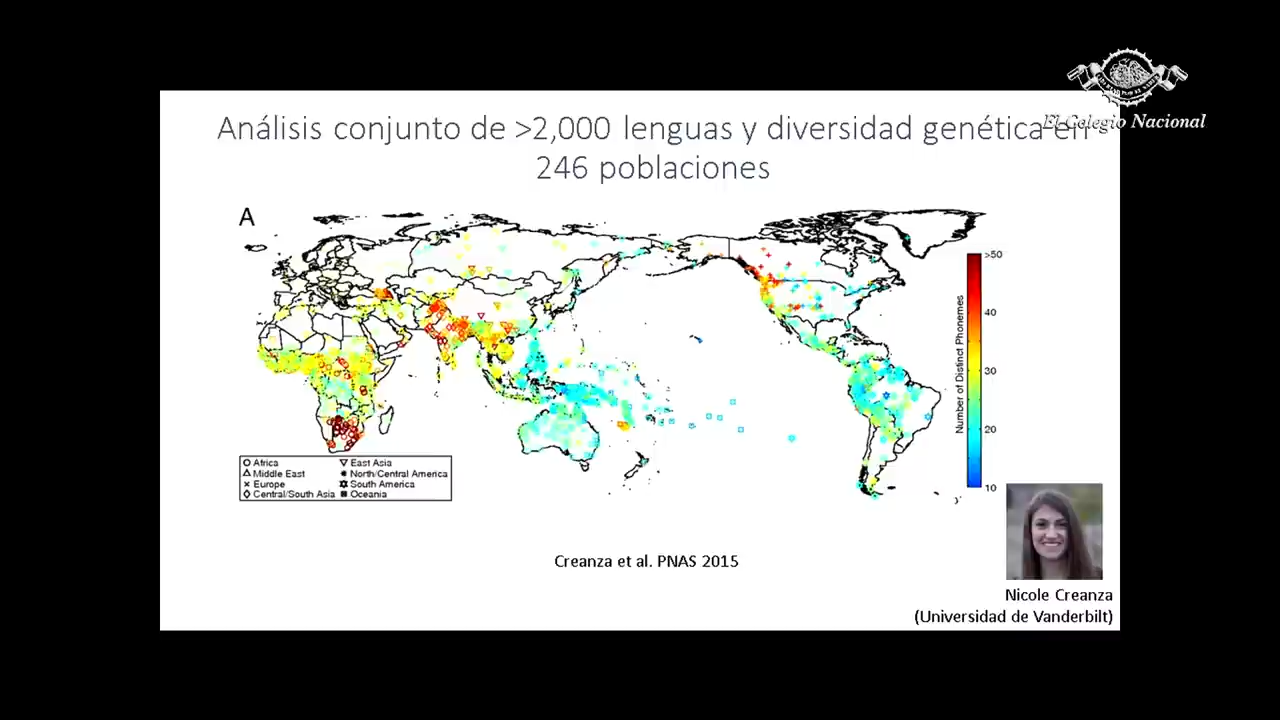 El Colegio Nacional
Análisis conjunto de >2,000 lenguas y diversidad genética en
246 poblaciones
A
>50
40
30
20
10
Number of Distinct Phonemes
Africa
Middle East
Europe
Central/South Asia
East Asia
North/Central America
South America
Oceania
Creanza et al. PNAS 2015
Nicole Creanza
(Universidad de Vanderbilt)